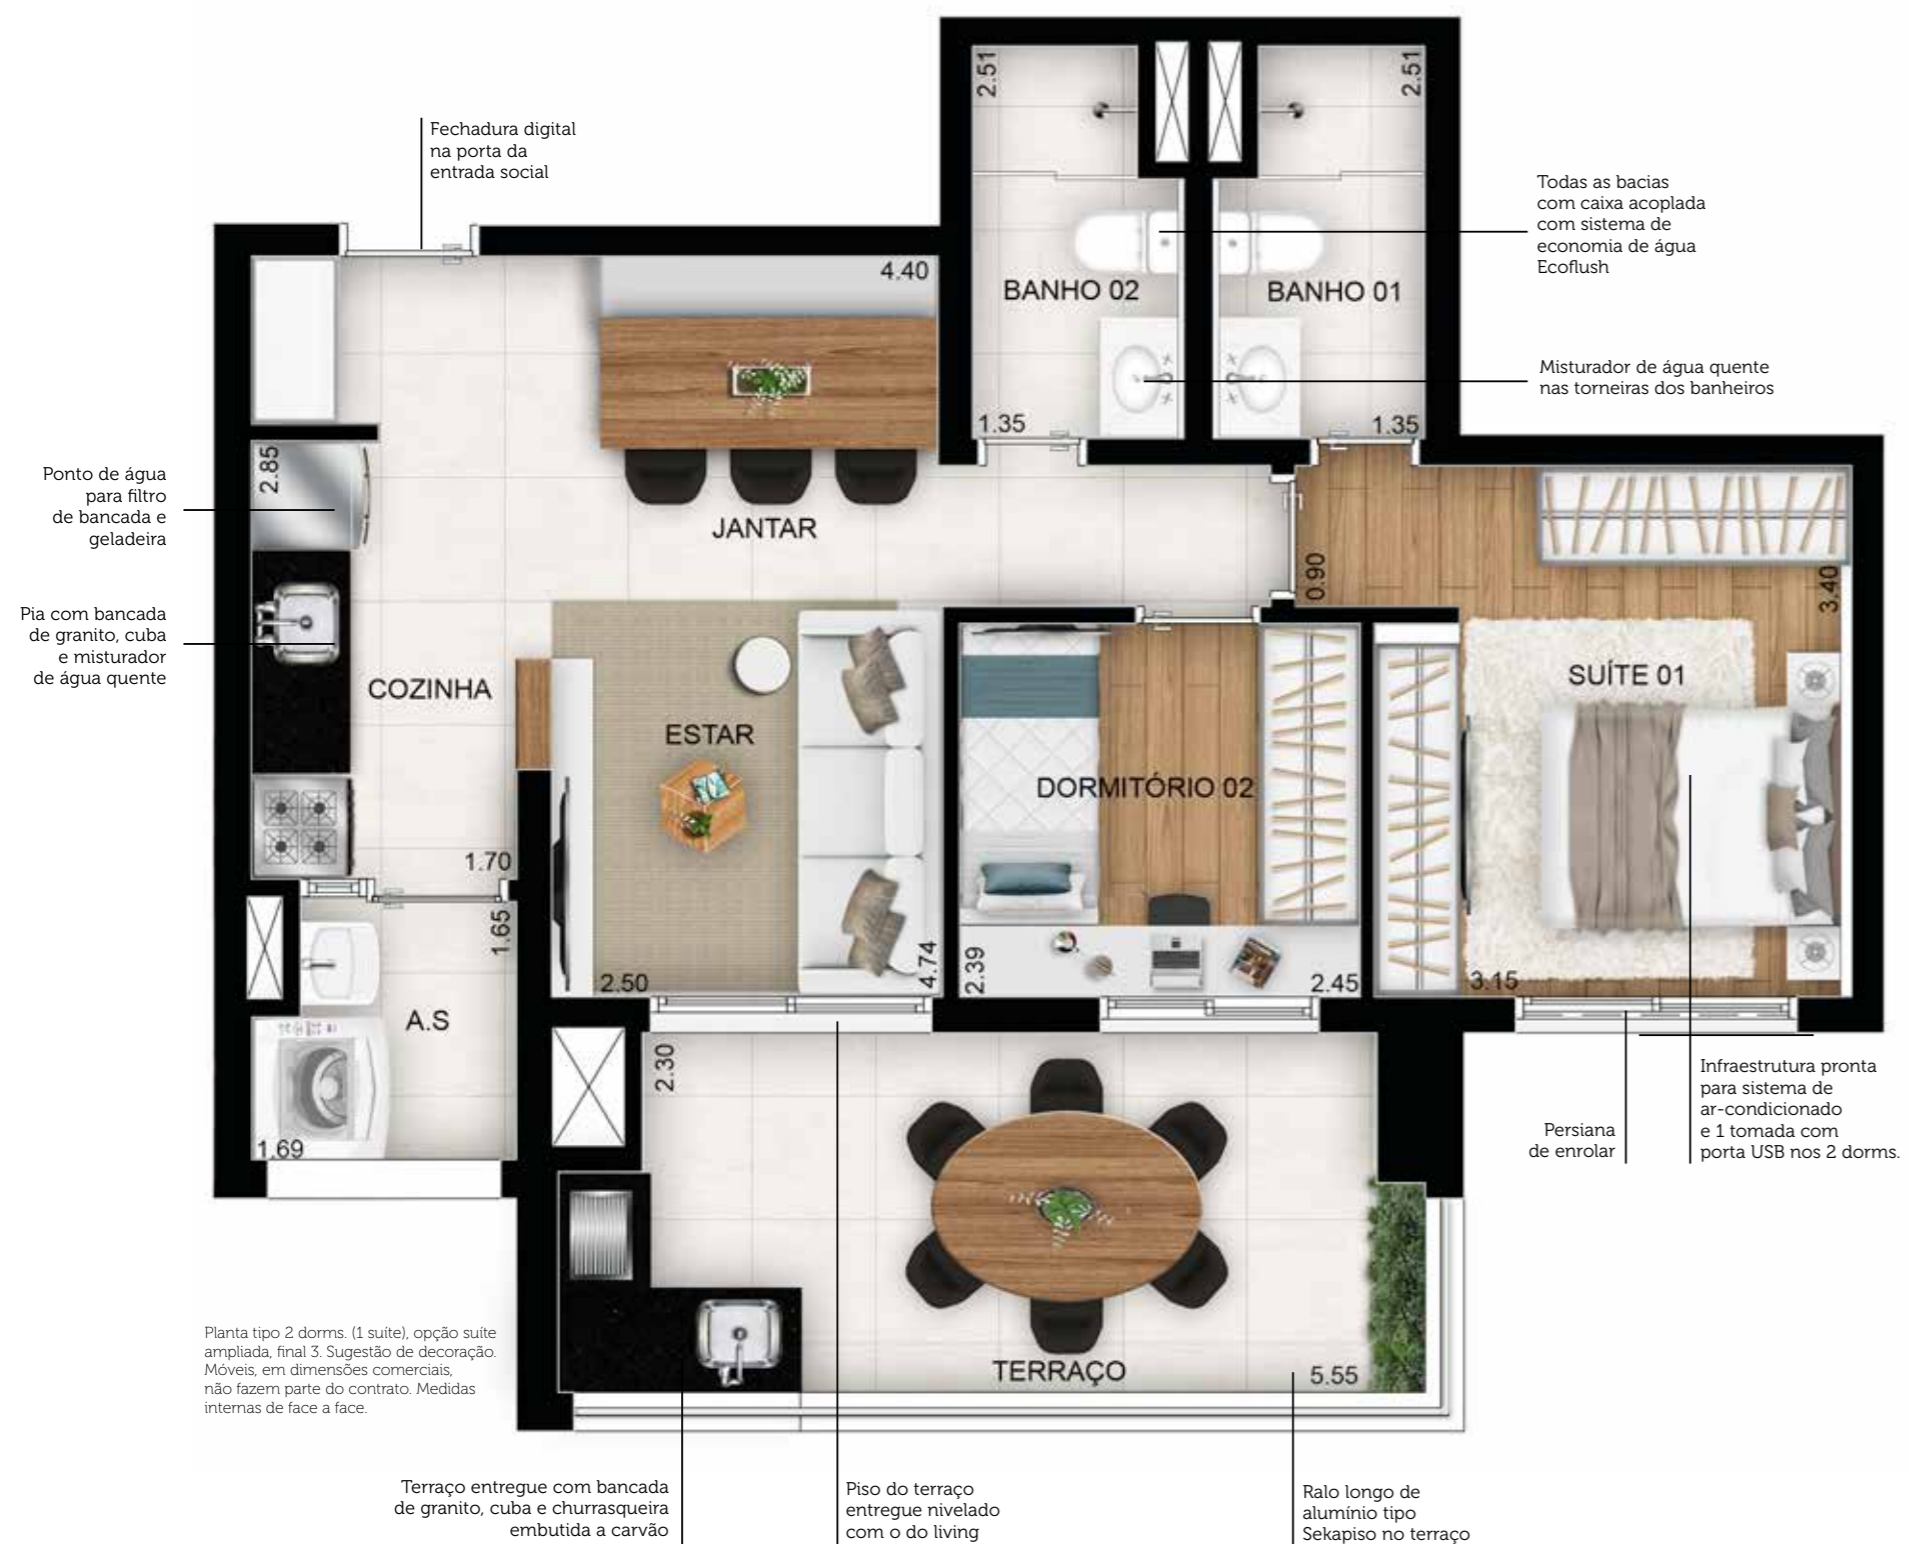 2.51
2.51
Fechadura digital
na porta da
entrada social
Todas as bacias
com caixa acoplada
com sistema de
economia de água
Ecoflush
4.40
BANHO 02
BANHO 01
Misturador de água quente
nas torneiras dos banheiros
1.35
1.35
2.85
Ponto de água
para filtro
de bancada e
geladeira
JANTAR
0.90
3.40
Pia com bancada
de granito, cuba
e misturador
de água quente
COZINHA
ESTAR
DORMITÓRIO 02
SUÍTE 01
1.70
1.65
2.50
4.74
2.39
2.45
3.15
A.S
2.30
1.69
Persiana
de enrolar
Infraestrutura pronta
para sistema de
ar-condicionado
e 1 tomada com
porta USB nos 2 dorms.
TERRAÇO
5.55
Planta tipo 2 dorms. (1 suíte), opção suíte
ampliada, final 3. Sugestão de decoração.
Móveis, em dimensões comerciais,
não fazem parte do contrato. Medidas
internas de face a face.
Terraço entregue com bancada
de granito, cuba e churrasqueira
embutida a carvão
Piso do terraço
entregue nivelado
com o do living
Ralo longo de
alumínio tipo
Sekapiso no terraço